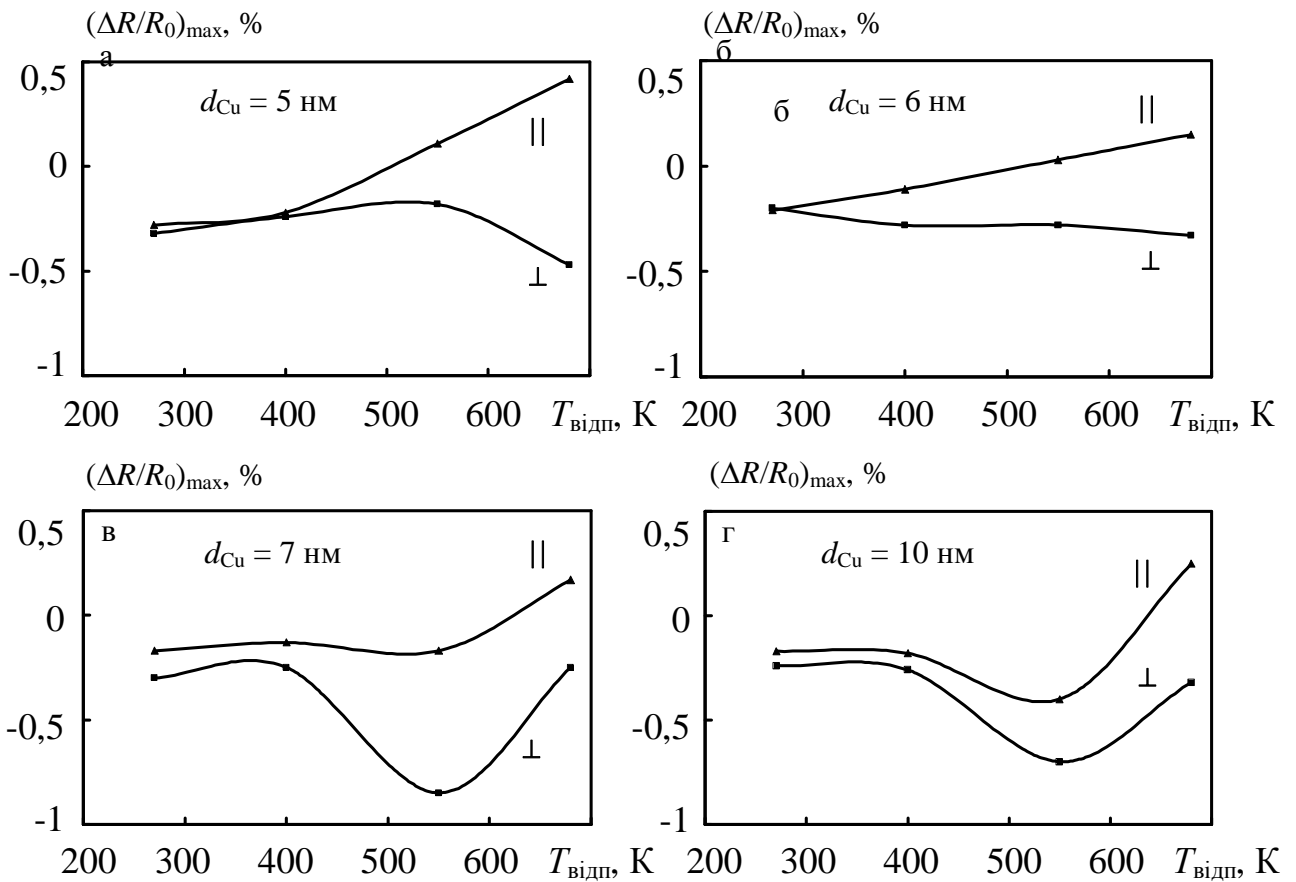 (ΔR/R₀)max, %
(ΔR/R₀)max, %
а
б
0,5
dCu = 5 нм
||
0
-0,5
⊥
-1
200 300 400 500 600 Tвідп, К
0,5
б
dCu = 6 нм
||
0
-0,5
⊥
-1
200 300 400 500 600 Tвідп, К
(ΔR/R₀)max, %
(ΔR/R₀)max, %
0,5
в
dCu = 7 нм
||
0
-0,5
⊥
-1
200 300 400 500 600 Tвідп, К
0,5
г
dCu = 10 нм
||
0
⊥
-0,5
-1
200 300 400 500 600 Tвідп, К